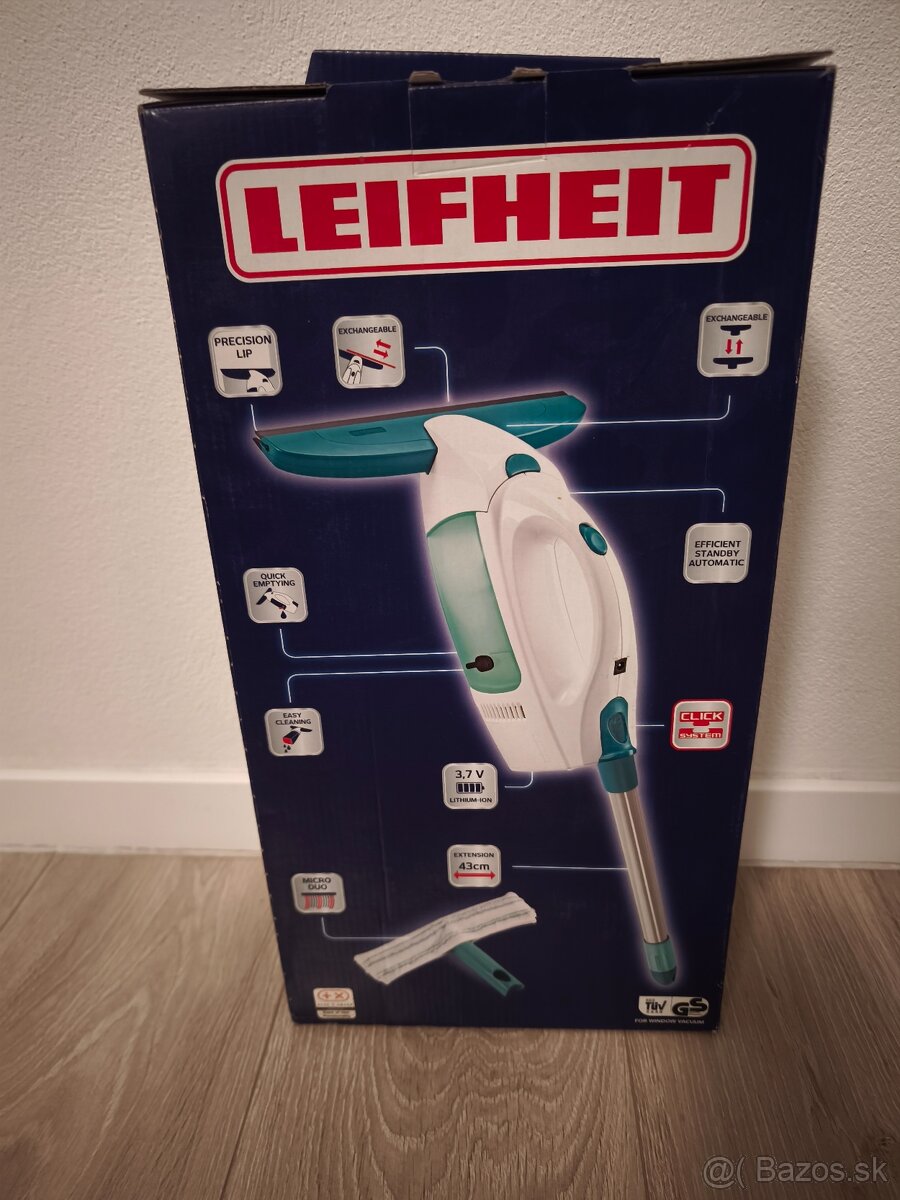 LEIFHEIT
PRECISION
LIP
EXCHANGEABLE
EXCHANGEABLE
EFFICIENT
STANDBY
AUTOMATIC
QUICK
EMPTYING
EASY
CLEANING
CLICK
SYSTEM
3,7 V
LITHIUM-ION
EXTENSION
43cm
MICRO
DUO
TÜV
GS
FOR WINDOW VACUUM
@( Bazos.sk